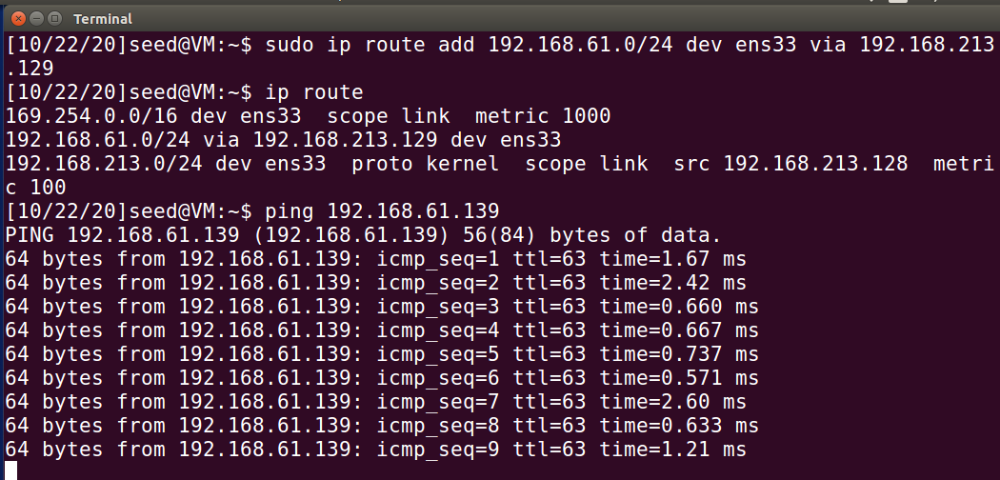 Terminal
[10/22/20]seed@VM:~$ sudo ip route add 192.168.61.0/24 dev ens33 via 192.168.213
.129
[10/22/20]seed@VM:~$ ip route
169.254.0.0/16 dev ens33  scope link  metric 1000
192.168.61.0/24 via 192.168.213.129 dev ens33
192.168.213.0/24 dev ens33  proto kernel  scope link  src 192.168.213.128  metri
c 100
[10/22/20]seed@VM:~$ ping 192.168.61.139
PING 192.168.61.139 (192.168.61.139) 56(84) bytes of data.
64 bytes from 192.168.61.139: icmp_seq=1 ttl=63 time=1.67 ms
64 bytes from 192.168.61.139: icmp_seq=2 ttl=63 time=2.42 ms
64 bytes from 192.168.61.139: icmp_seq=3 ttl=63 time=0.660 ms
64 bytes from 192.168.61.139: icmp_seq=4 ttl=63 time=0.667 ms
64 bytes from 192.168.61.139: icmp_seq=5 ttl=63 time=0.737 ms
64 bytes from 192.168.61.139: icmp_seq=6 ttl=63 time=0.571 ms
64 bytes from 192.168.61.139: icmp_seq=7 ttl=63 time=2.60 ms
64 bytes from 192.168.61.139: icmp_seq=8 ttl=63 time=0.633 ms
64 bytes from 192.168.61.139: icmp_seq=9 ttl=63 time=1.21 ms